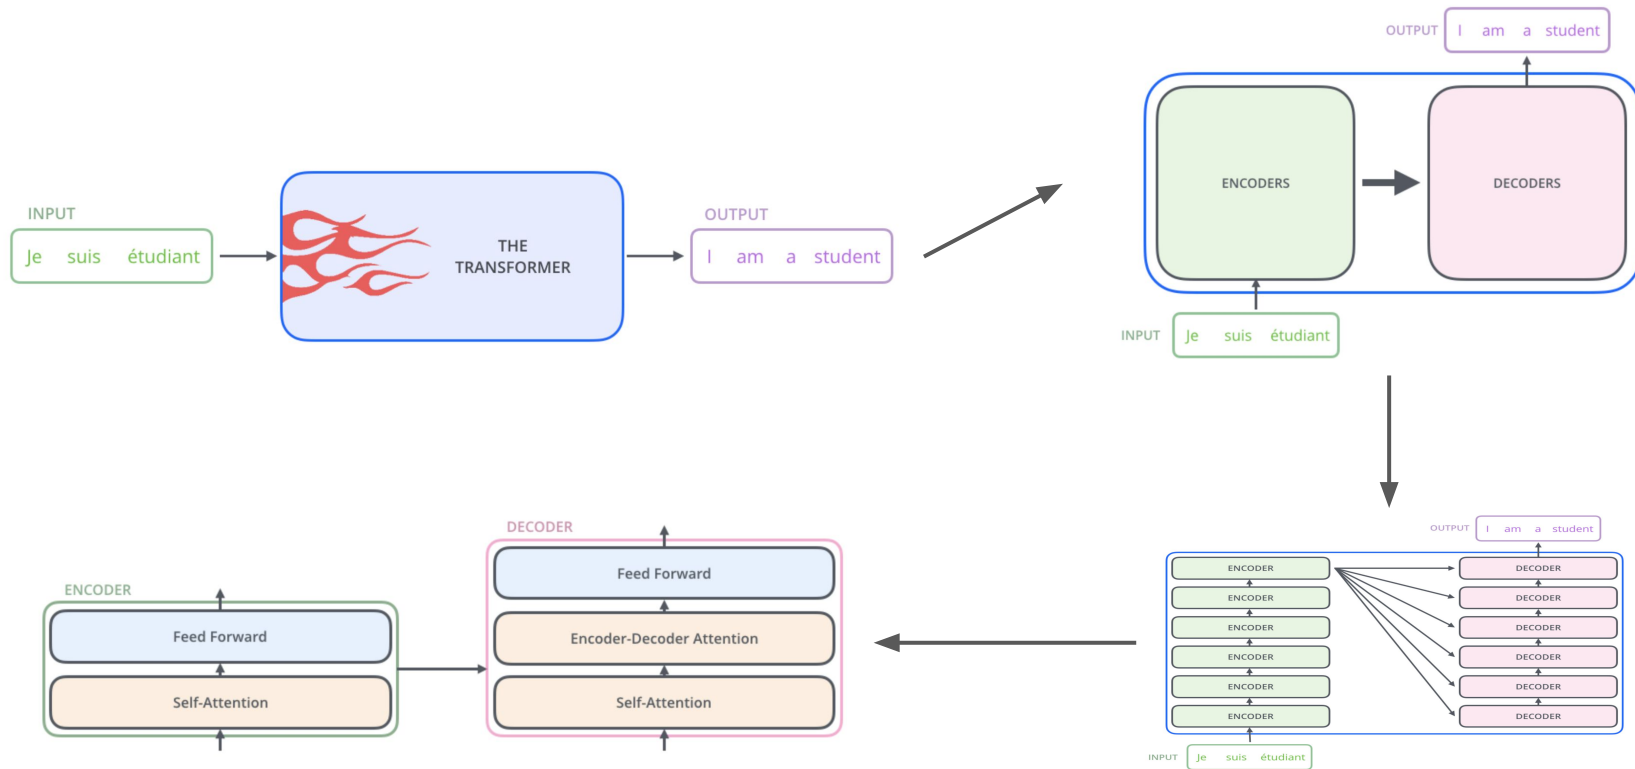 INPUT
Je suis étudiant
THE
TRANSFORMER
OUTPUT
I am a student
OUTPUT I am a student
ENCODERS
DECODERS
INPUT Je suis étudiant
OUTPUT I am a student
ENCODER DECODER
ENCODER DECODER
ENCODER DECODER
ENCODER DECODER
ENCODER DECODER
ENCODER DECODER
INPUT Je suis étudiant
ENCODER
Feed Forward
Self-Attention
DECODER
Feed Forward
Encoder-Decoder Attention
Self-Attention